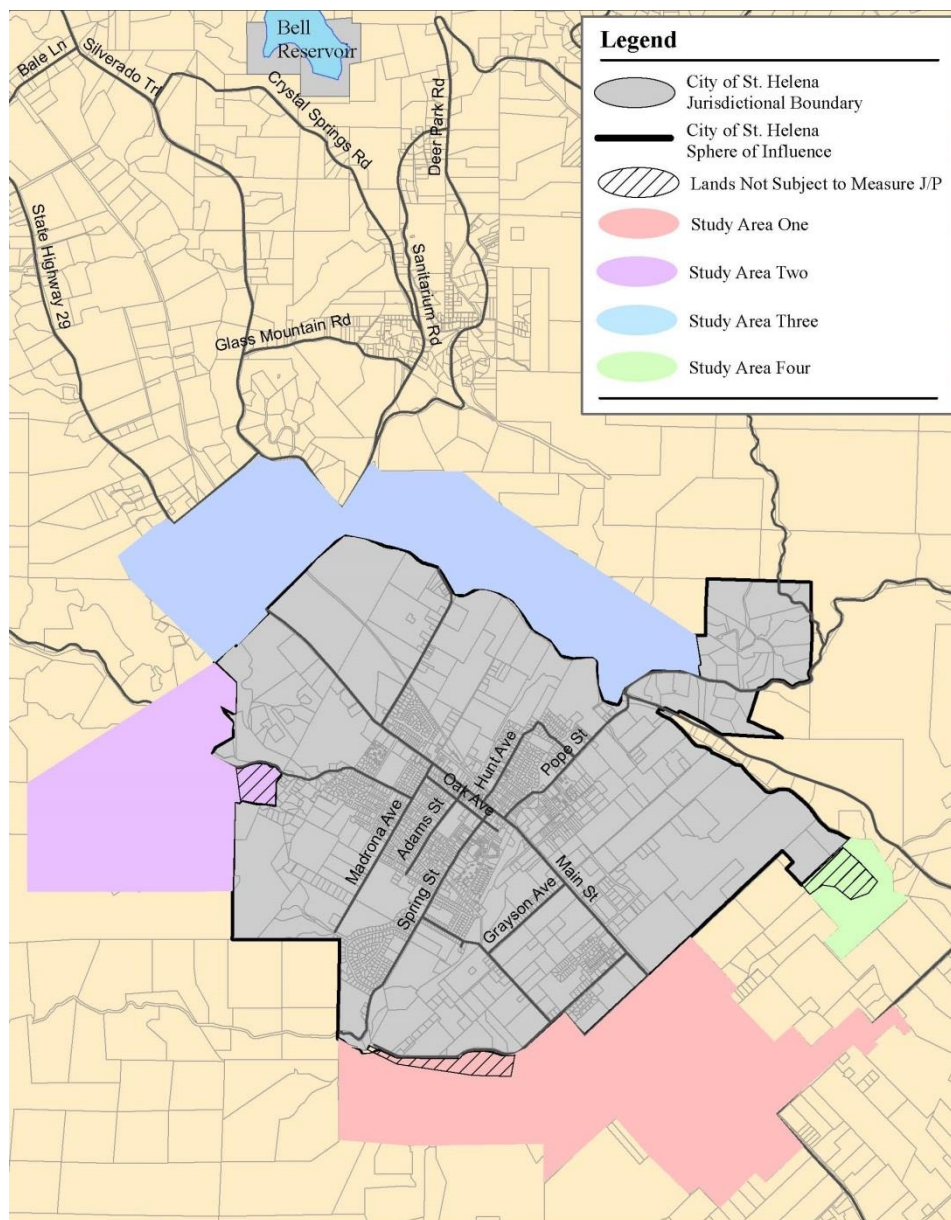 Bell
Reservoir
Bale Ln
Silverado Trl
Crystal Springs Rd
Deer Park Rd
State Highway 29
Sanitarium Rd
Glass Mountain Rd
Legend
City of St. Helena
Jurisdictional Boundary
City of St. Helena
Sphere of Influence
Lands Not Subject to Measure J/P
Study Area One
Study Area Two
Study Area Three
Study Area Four
Hunt Ave
Pope St
Oak Ave
Madrona Ave
Adams St
Spring St
Main St
Grayson Ave